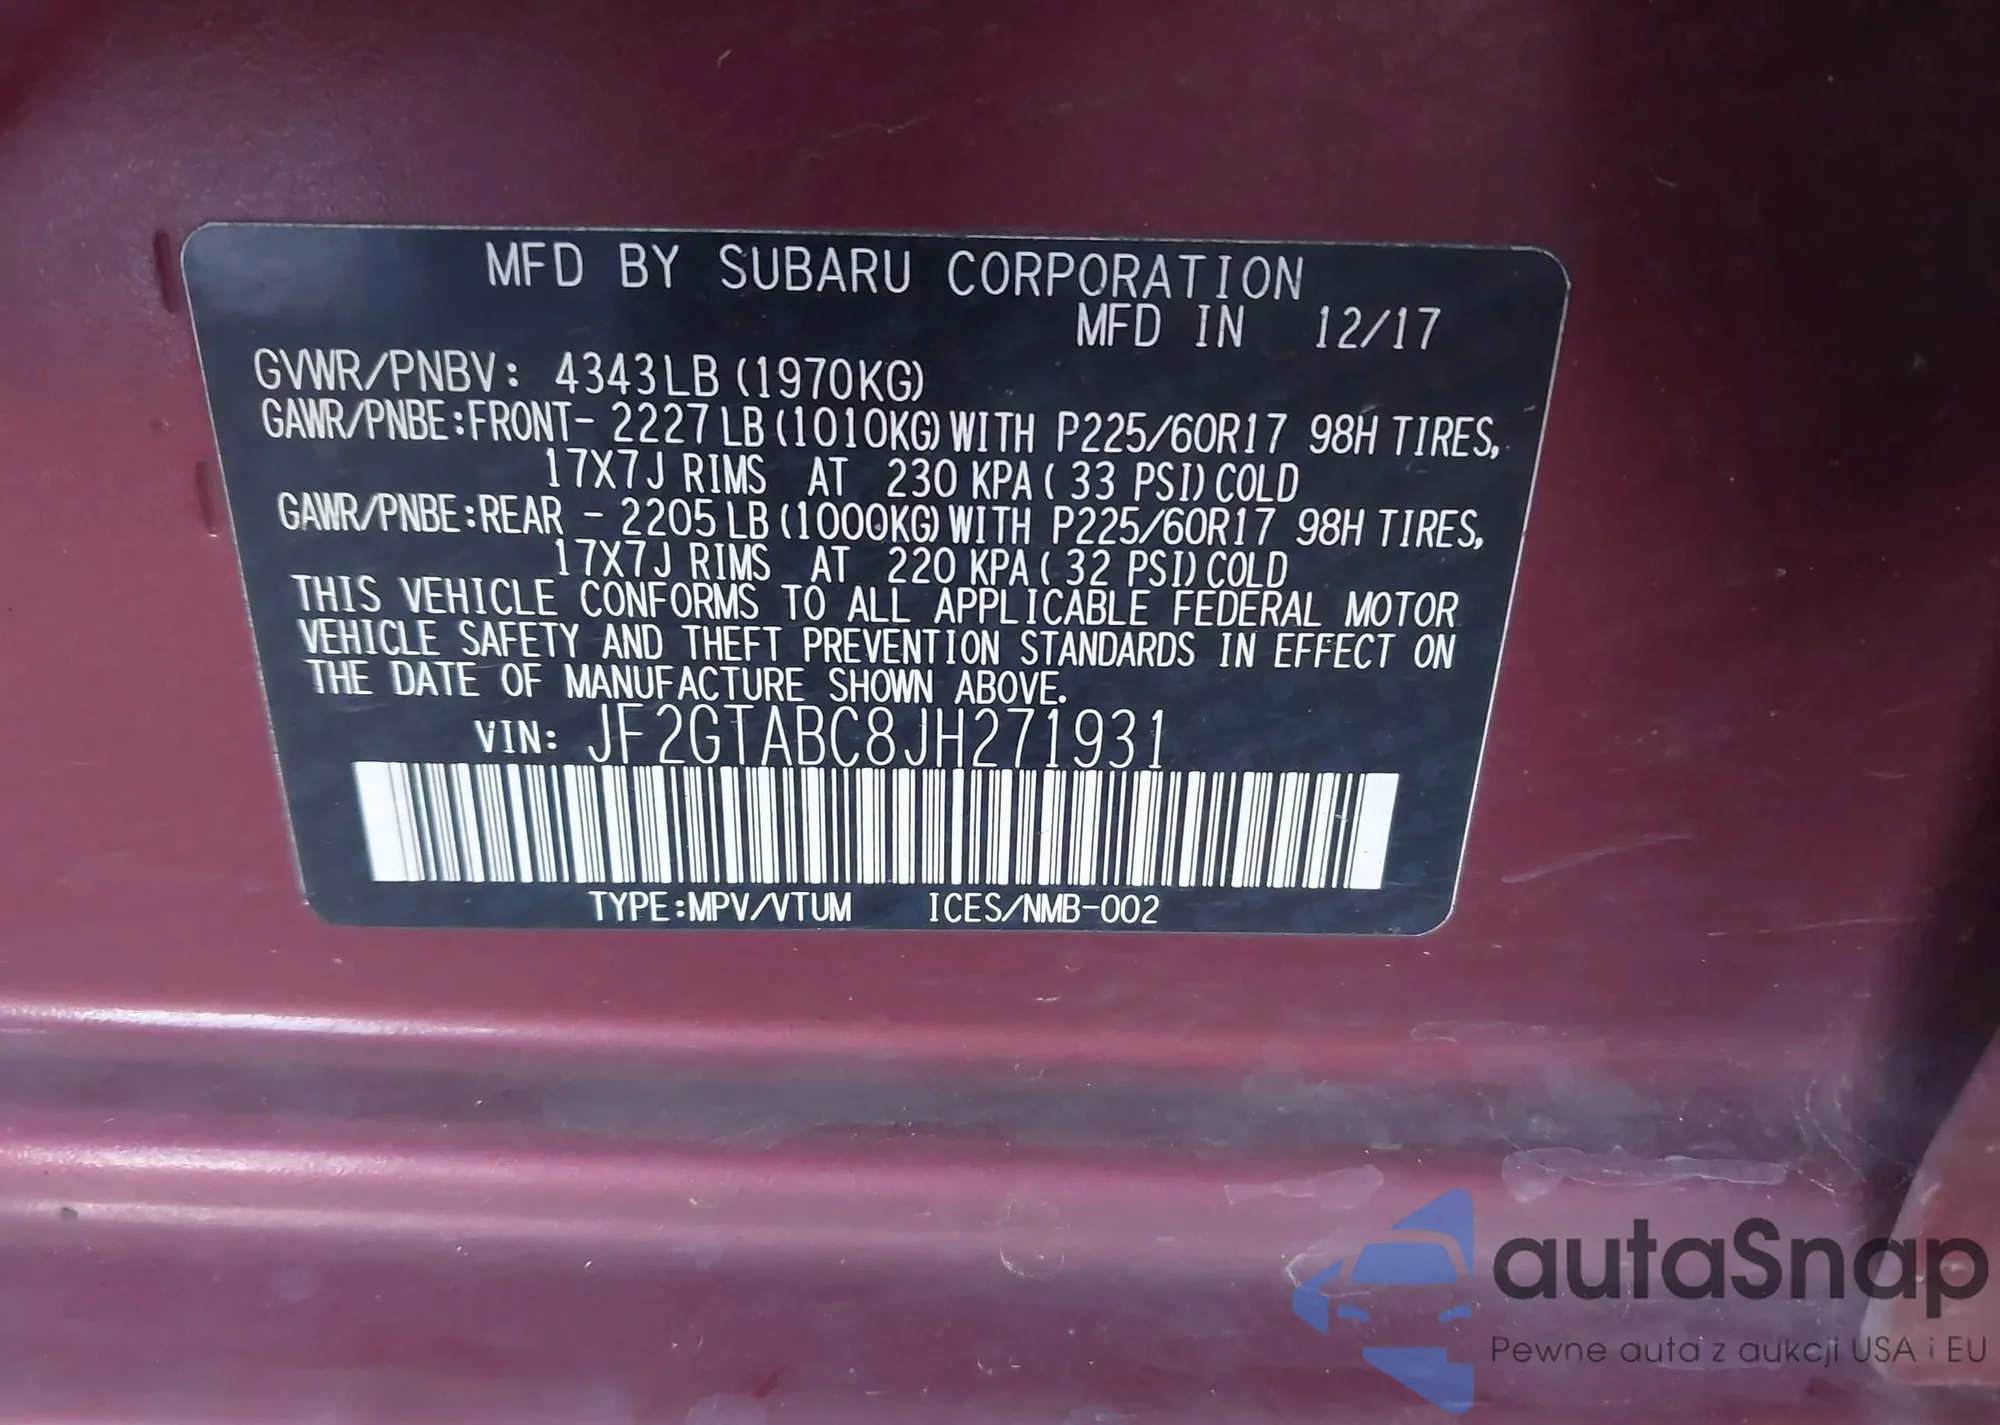 MFD BY SUBARU CORPORATION
MFD IN 12/17
GVWR/PNBV: 4343LB (1970KG)
GAWR/PNBE:FRONT- 2227LB (1010KG) WITH P225/60R17 98H TIRES,
17X7J RIMS AT 230 KPA ( 33 PSI) COLD
GAWR/PNBE:REAR - 2205LB (1000KG) WITH P225/60R17 98H TIRES,
17X7J RIMS AT 220 KPA ( 32 PSI) COLD
THIS VEHICLE CONFORMS TO ALL APPLICABLE FEDERAL MOTOR
VEHICLE SAFETY AND THEFT PREVENTION STANDARDS IN EFFECT ON
THE DATE OF MANUFACTURE SHOWN ABOVE.
VIN: JF2GTABC8JH271931
TYPE:MPV/VTUM ICES/NMB-002
autaSnap
Pewne auta z aukcji USA i EU